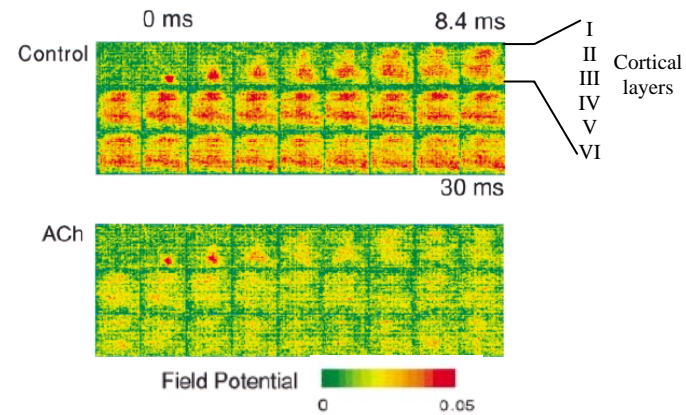 0 ms 8.4 ms
Control
I
II
III
IV
V
VI
Cortical
layers
30 ms
ACh
Field Potential
0 0.05